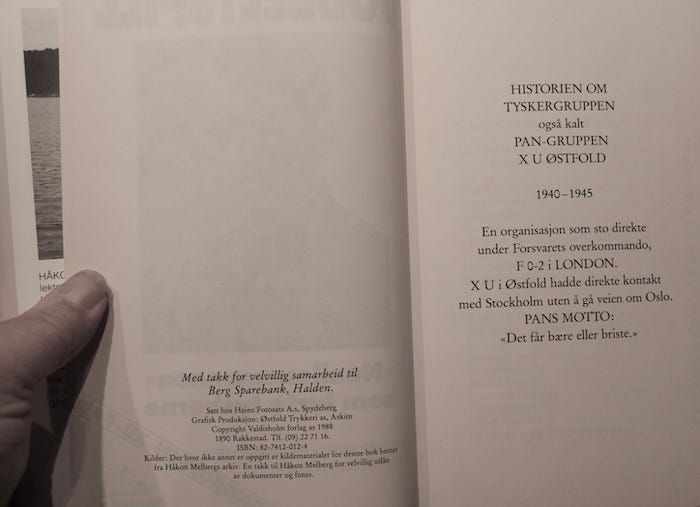 HÅKO
lekt
Med takk for velvillig samarbeid til
Berg Sparebank, Halden.
Satt hos Heien Fotosats A.s, Spydeberg
Grafisk Produksjon: Østfold Trykkeri as, Askim
Copyright Valdisholm forlag as 1988
1890 Rakkestad. Tlf. (09) 22 71 16.
ISBN: 82-7412-012-4
Kilder: Der hvor ikke annet er oppgitt er kildematerialet for denne bok hentet
fra Håkon Melbergs arkiv. En takk til Håkon Melberg for velvillig utlån
av dokumenter og fotos.
HISTORIEN OM
TYSKERGRUPPEN
også kalt
PAN-GRUPPEN
X U ØSTFOLD
1940–1945
En organisasjon som sto direkte
under Forsvarets overkommando,
F 0-2 i LONDON.
X U i Østfold hadde direkte kontakt
med Stockholm uten å gå veien om Oslo.
PANS MOTTO:
«Det får bære eller briste.»